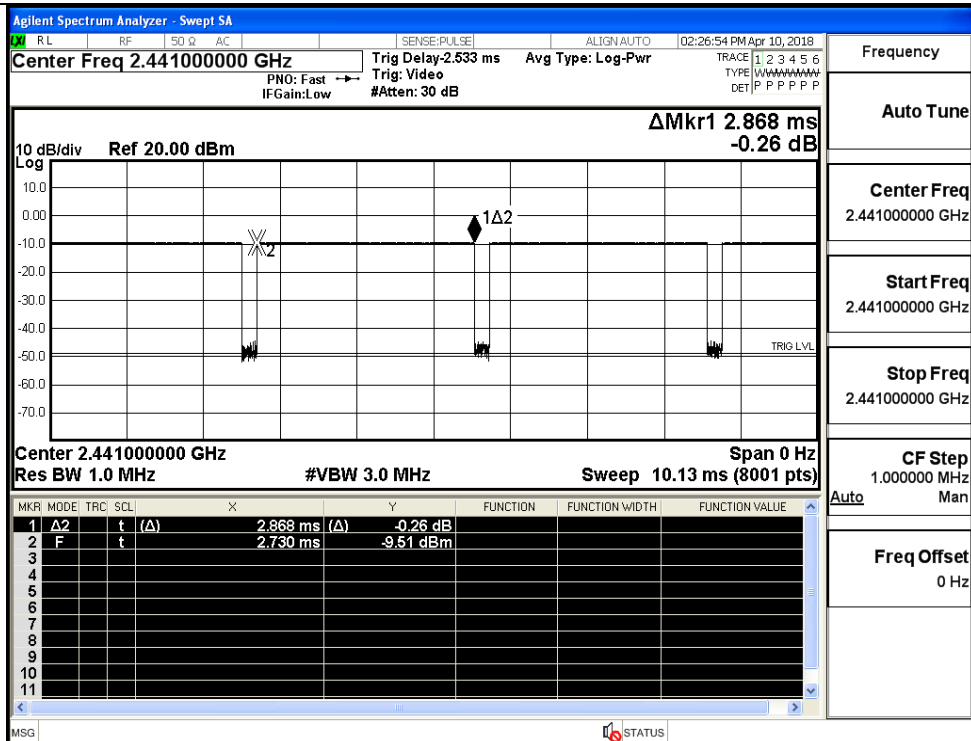 Agilent Spectrum Analyzer - Swept SA
LXI RL RF 50 Ω AC SENSE:PULSE ALIGN AUTO 02:26:54 PM Apr 10, 2018
Center Freq 2.441000000 GHz
PNO: Fast
IFGain:Low
Trig Delay-2.533 ms
Trig: Video
#Atten: 30 dB
Avg Type: Log-Pwr
TRACE 1 2 3 4 5 6
TYPE
DET P P P P P P
Frequency
Auto Tune
Center Freq
2.441000000 GHz
Start Freq
2.441000000 GHz
Stop Freq
2.441000000 GHz
CF Step
1.000000 MHz
Auto Man
Freq Offset
0 Hz
ΔMkr1 2.868 ms
-0.26 dB
10 dB/div Ref 20.00 dBm
Log
10.0
0.00
-10.0
-20.0
-30.0
-40.0
-50.0
-60.0
-70.0
1Δ2
2
TRIG LVL
Center 2.441000000 GHz Span 0 Hz
Res BW 1.0 MHz #VBW 3.0 MHz Sweep 10.13 ms (8001 pts)
MKR MODE TRC SCL X Y FUNCTION FUNCTION WIDTH FUNCTION VALUE
1 Δ2 t (Δ) 2.868 ms (Δ) -0.26 dB
2 F t 2.730 ms -9.51 dBm
3
4
5
6
7
8
9
10
11
MSG STATUS